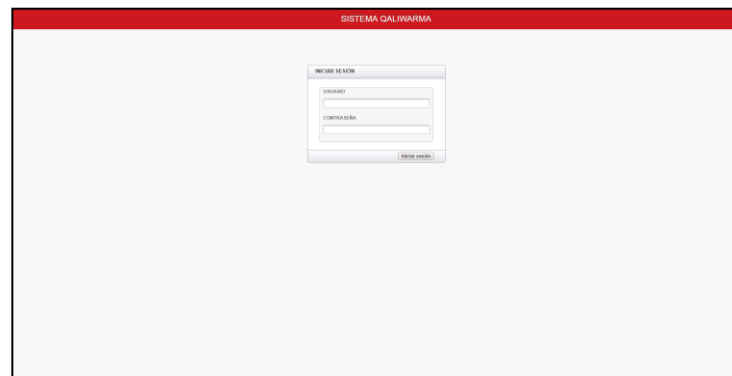 SISTEMA QALIWARMA
INICIAR SESIÓN
USUARIO
CONTRASEÑA
Iniciar sesión